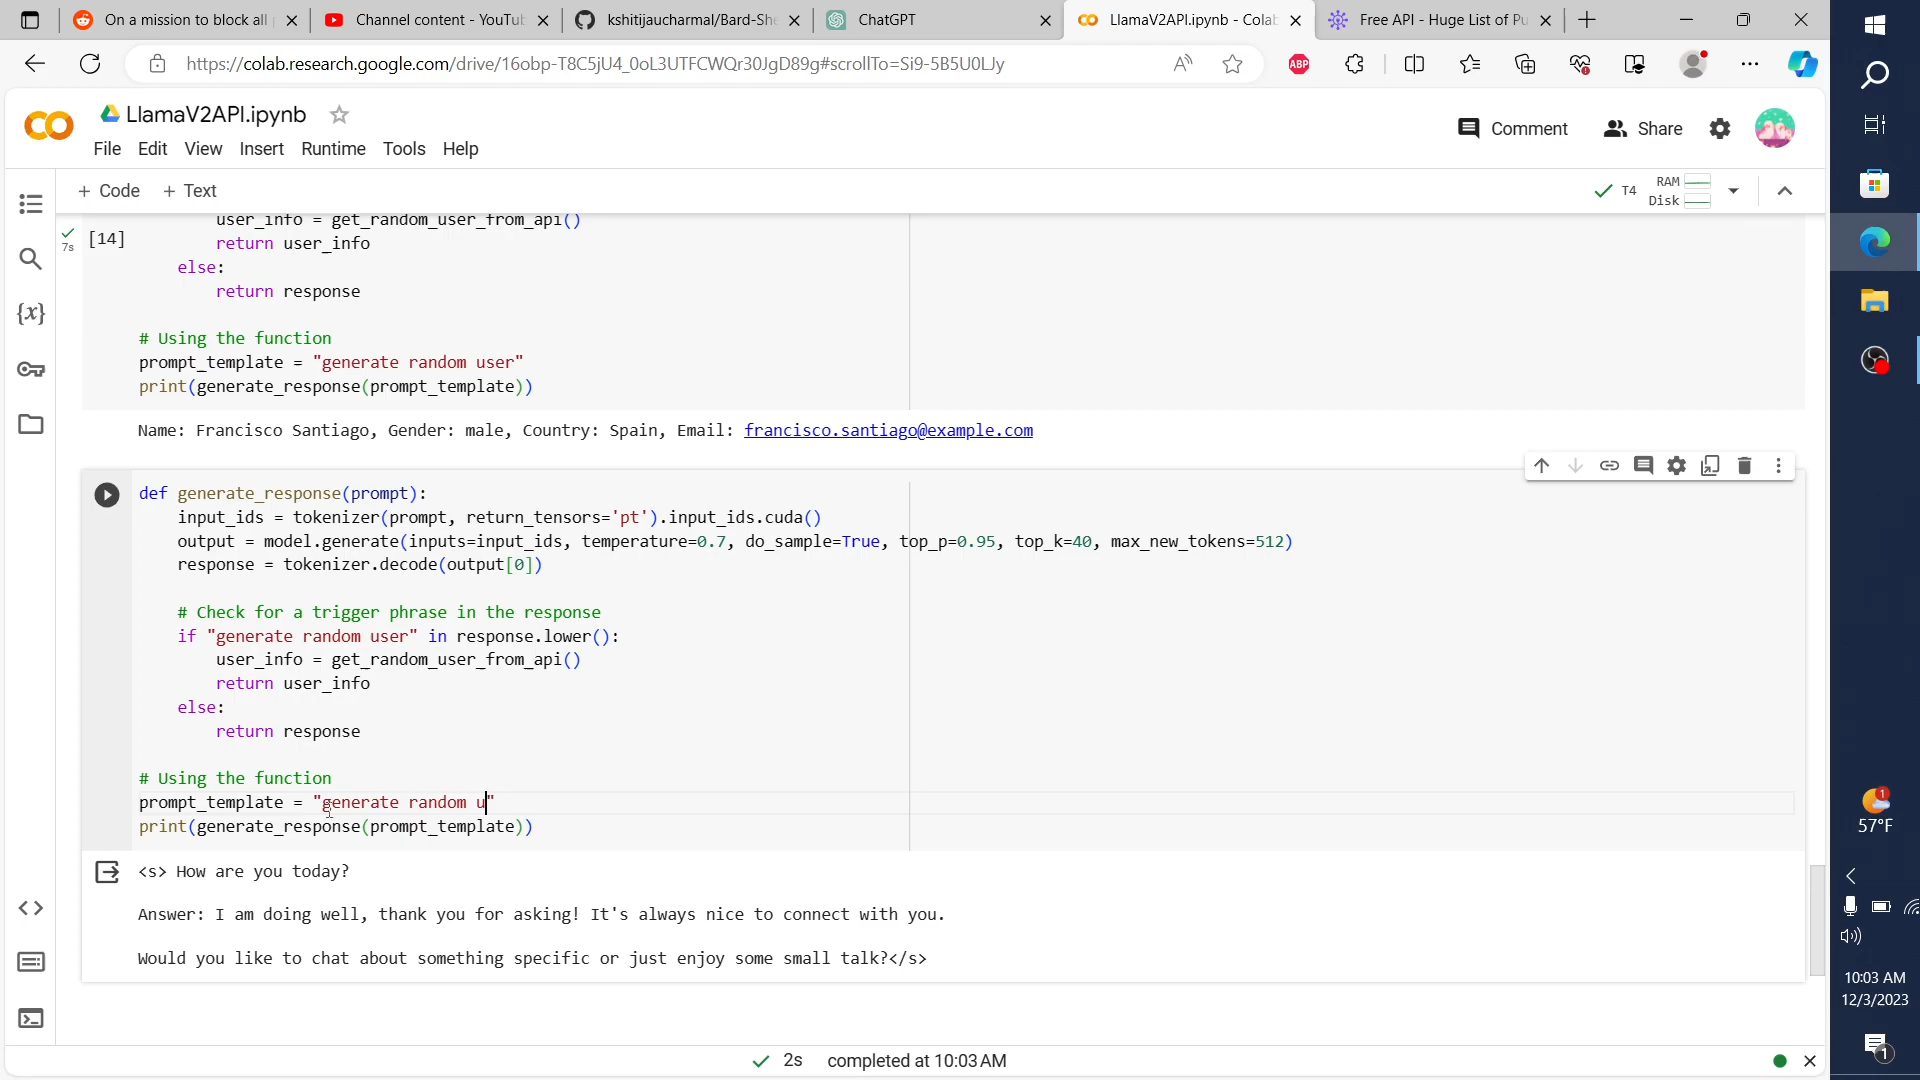 On a mission to block all
Channel content - YouTub
kshitijaucharmal/Bard-She
ChatGPT
LlamaV2API.ipynb - Colab
Free API - Huge List of Pu
https://colab.research.google.com/drive/16obp-T8C5jU4_0oL3UTFCWQr30JgD89g#scrollTo=Si9-5B5U0LJy
ABP
LlamaV2API.ipynb
Comment
Share
File Edit View Insert Runtime Tools Help
+ Code + Text
T4
RAM
Disk
7s
[14]
user_info = get_random_user_from_api()
return user_info
else:
return response
# Using the function
prompt_template = "generate random user"
print(generate_response(prompt_template))
Name: Francisco Santiago, Gender: male, Country: Spain, Email: francisco.santiago@example.com
def generate_response(prompt):
input_ids = tokenizer(prompt, return_tensors='pt').input_ids.cuda()
output = model.generate(inputs=input_ids, temperature=0.7, do_sample=True, top_p=0.95, top_k=40, max_new_tokens=512)
response = tokenizer.decode(output[0])
# Check for a trigger phrase in the response
if "generate random user" in response.lower():
user_info = get_random_user_from_api()
return user_info
else:
return response
# Using the function
prompt_template = "generate random u"
print(generate_response(prompt_template))
<s> How are you today?
Answer: I am doing well, thank you for asking! It's always nice to connect with you.
Would you like to chat about something specific or just enjoy some small talk?</s>
2s completed at 10:03 AM
1
57°F
10:03 AM
12/3/2023
1